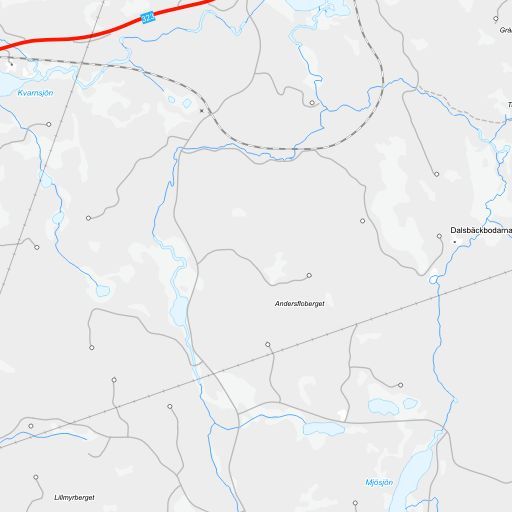 323
Kvarnsjön
Dalsbäckbodarna
Andersfloberget
Mjösjön
Lillmyrberget